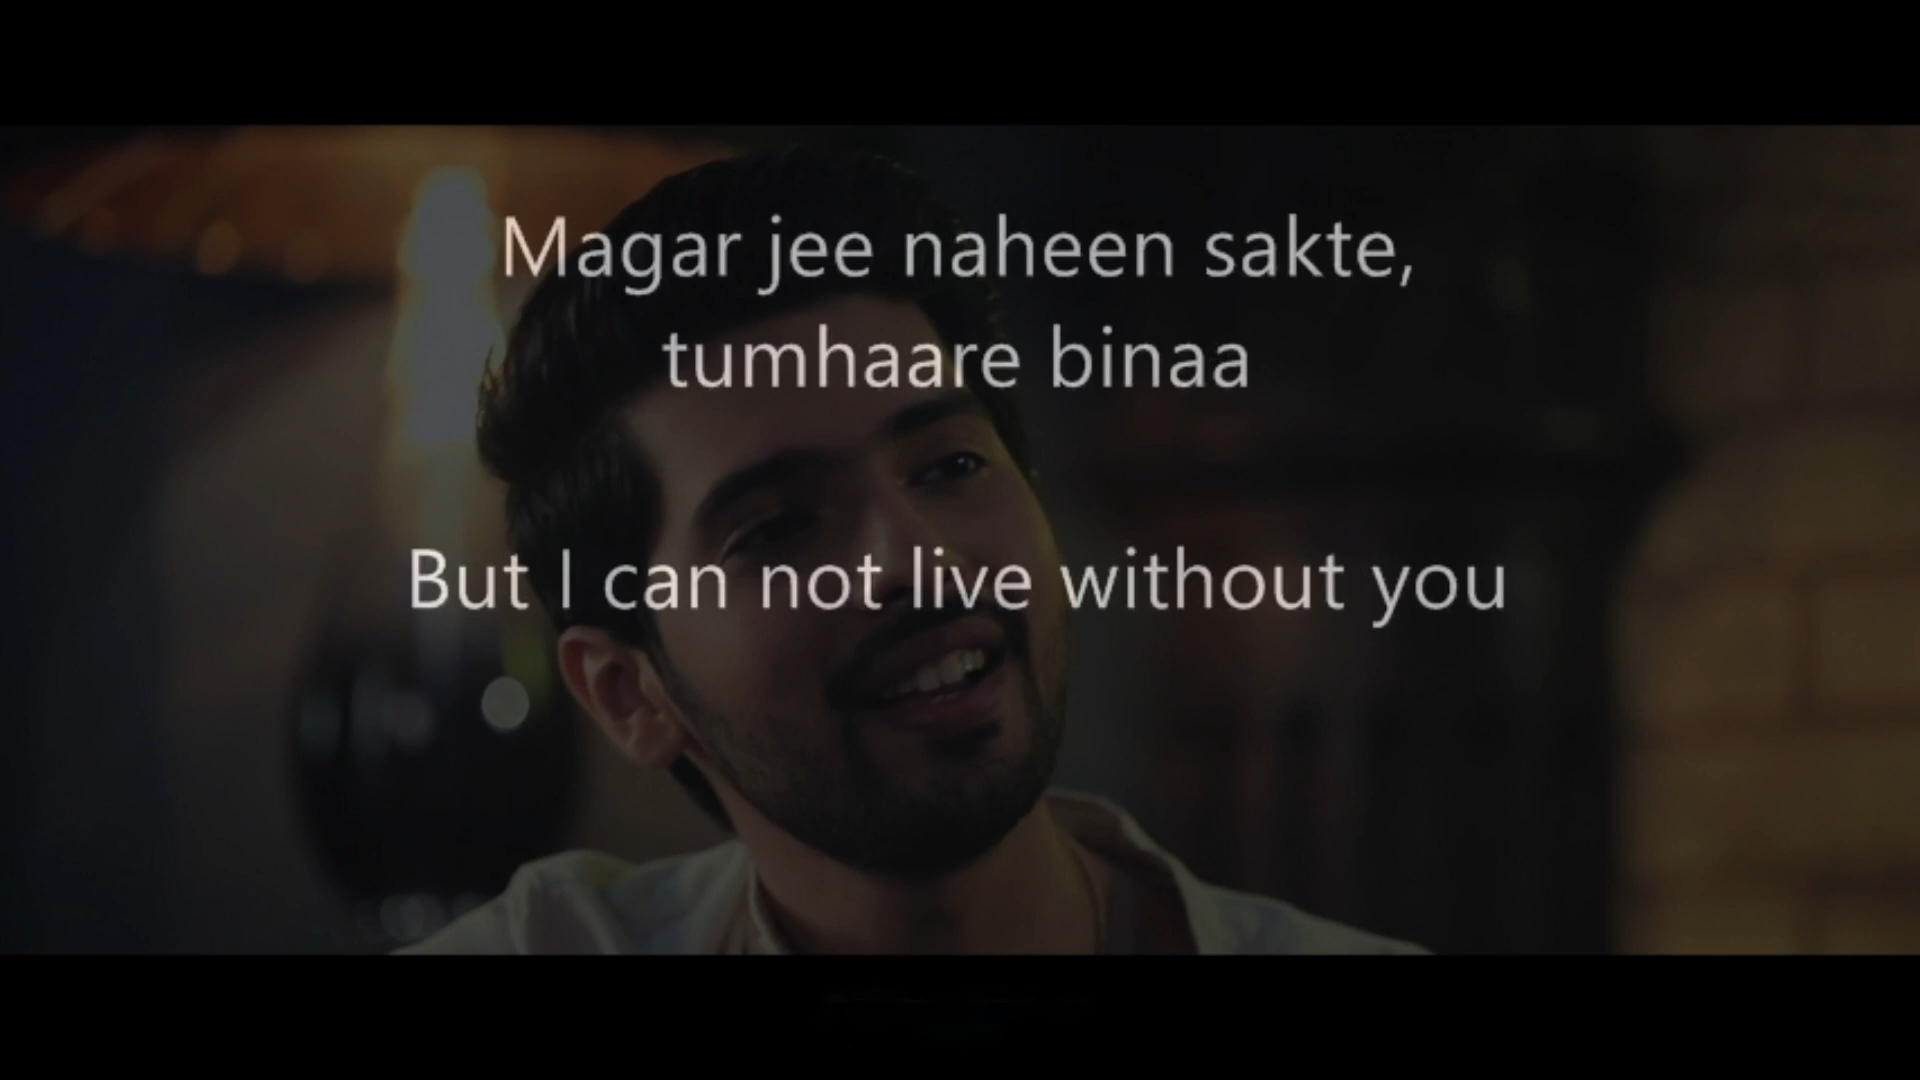 Magar jee naheen sakte,
tumhaare binaa
But I can not live without you